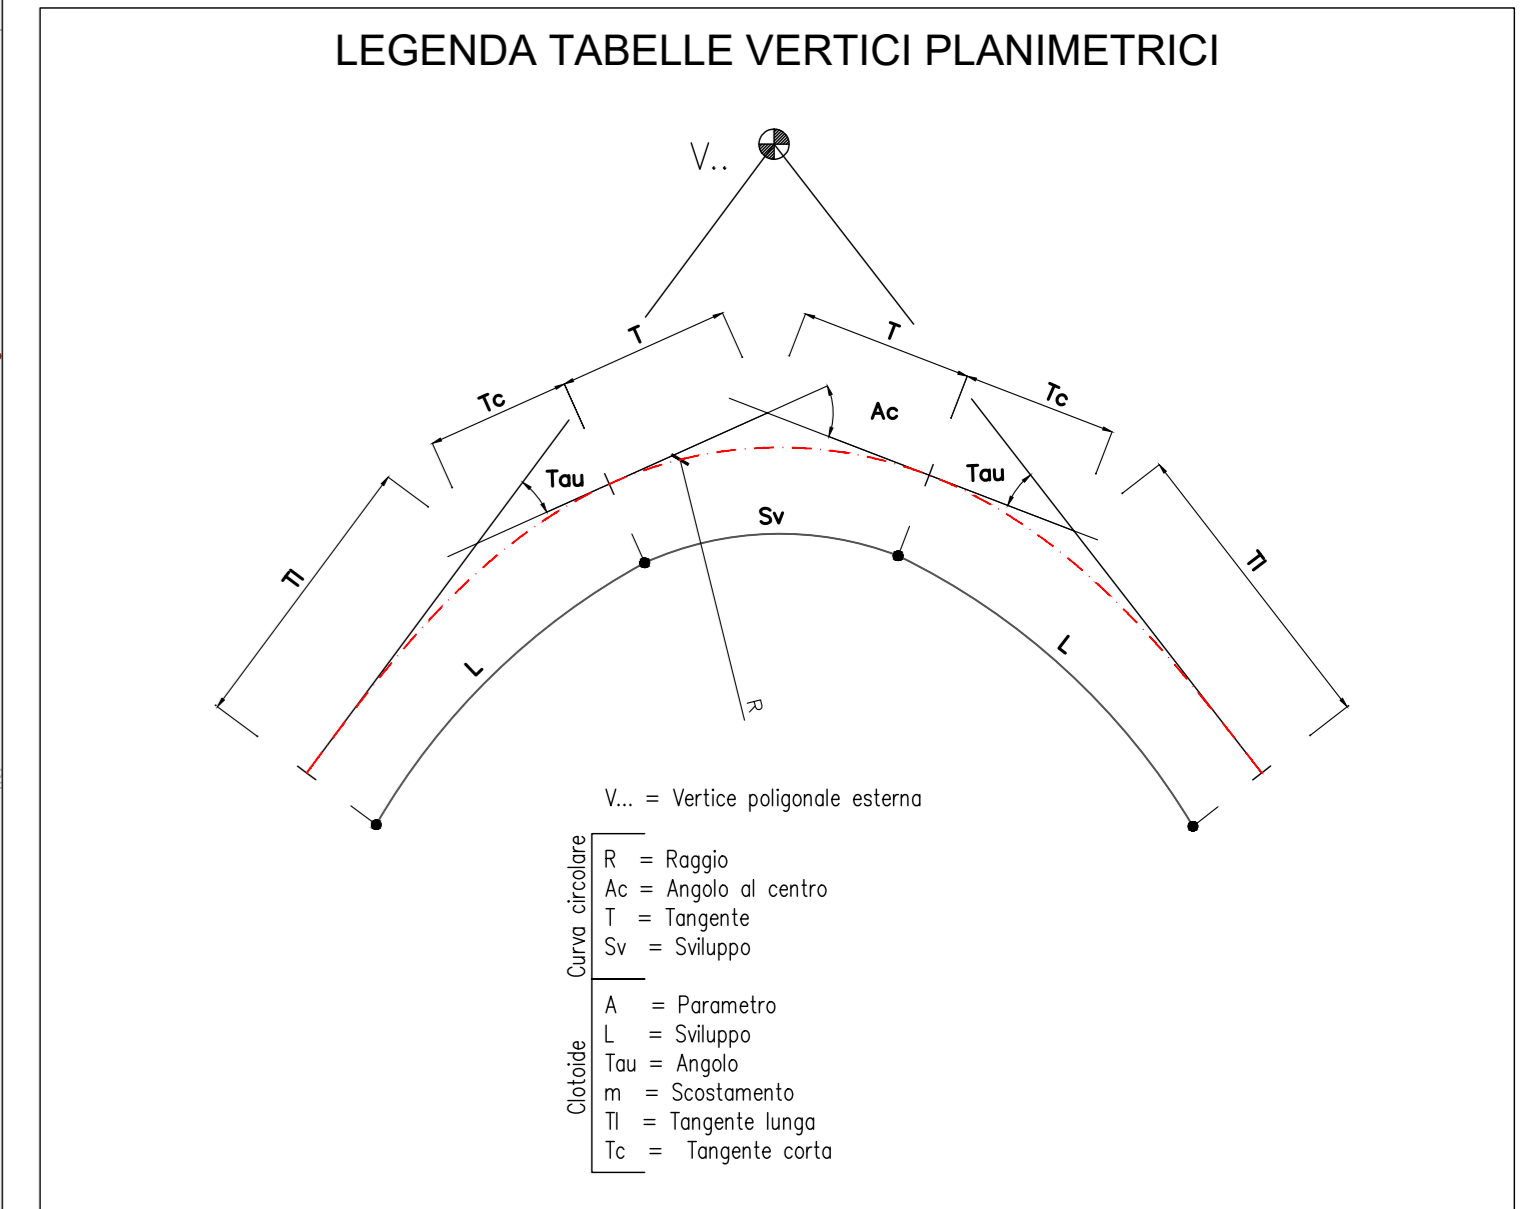 LEGENDA TABELLE VERTICI PLANIMETRICI
V..
T
T
Tc
Tc
Ac
Tau
Tau
Sv
Tl
Tl
L
L
R
V... = Vertice poligonale esterna
Curva circolare
R = Raggio
Ac = Angolo al centro
T = Tangente
Sv = Sviluppo
Clotoide
A = Parametro
L = Sviluppo
Tau = Angolo
m = Scostamento
Tl = Tangente lunga
Tc = Tangente corta